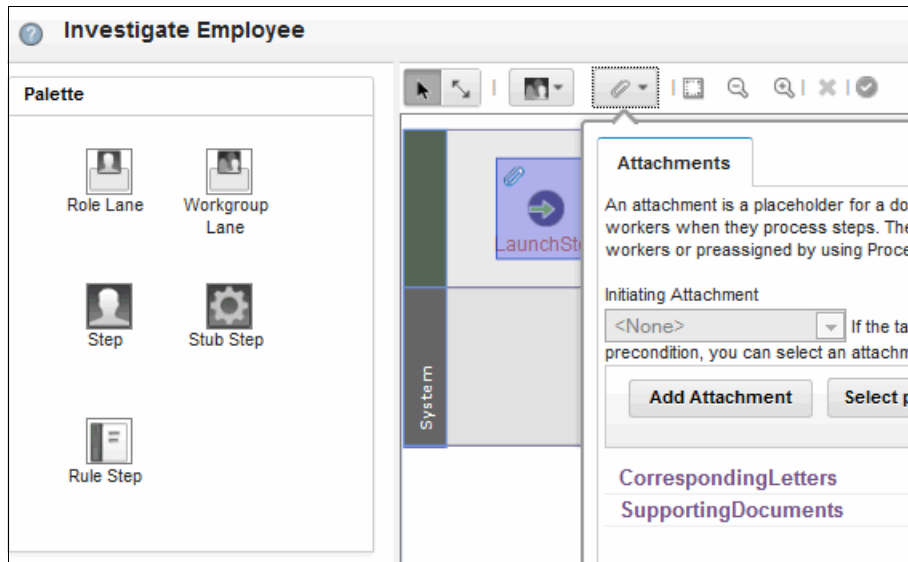 Investigate Employee
Palette
Role Lane
Workgroup
Lane
Step
Stub Step
Rule Step
LaunchSt
System
Attachments
An attachment is a placeholder for a do
workers when they process steps. The
workers or preassigned by using Proce
Initiating Attachment
<None>
If the ta
precondition, you can select an attachm
Add Attachment
Select p
CorrespondingLetters
SupportingDocuments